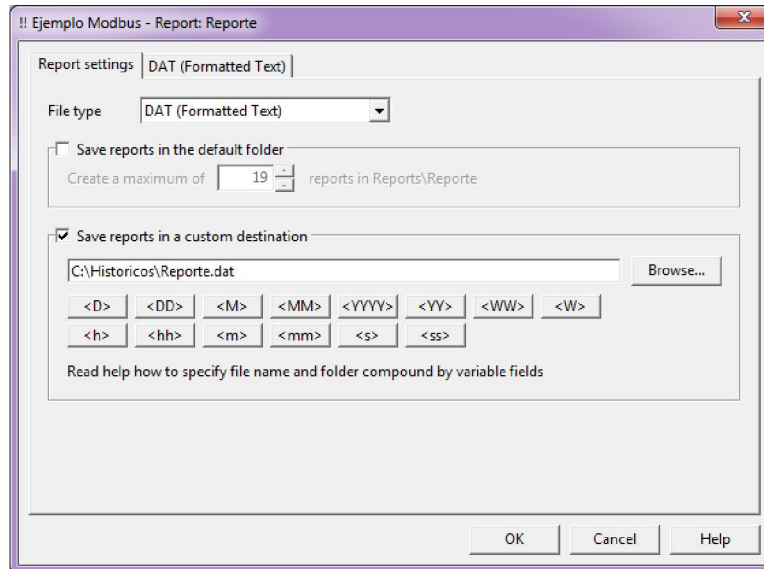 !! Ejemplo Modbus - Report: Reporte
Report settings DAT (Formatted Text)
File type DAT (Formatted Text)
Save reports in the default folder
Create a maximum of 19 reports in Reports\Reporte
Save reports in a custom destination
C:\Historicos\Reporte.dat Browse...
<D> <DD> <M> <MM> <YYYY> <YY> <WW> <W>
<h> <hh> <m> <mm> <s> <ss>
Read help how to specify file name and folder compound by variable fields
OK Cancel Help